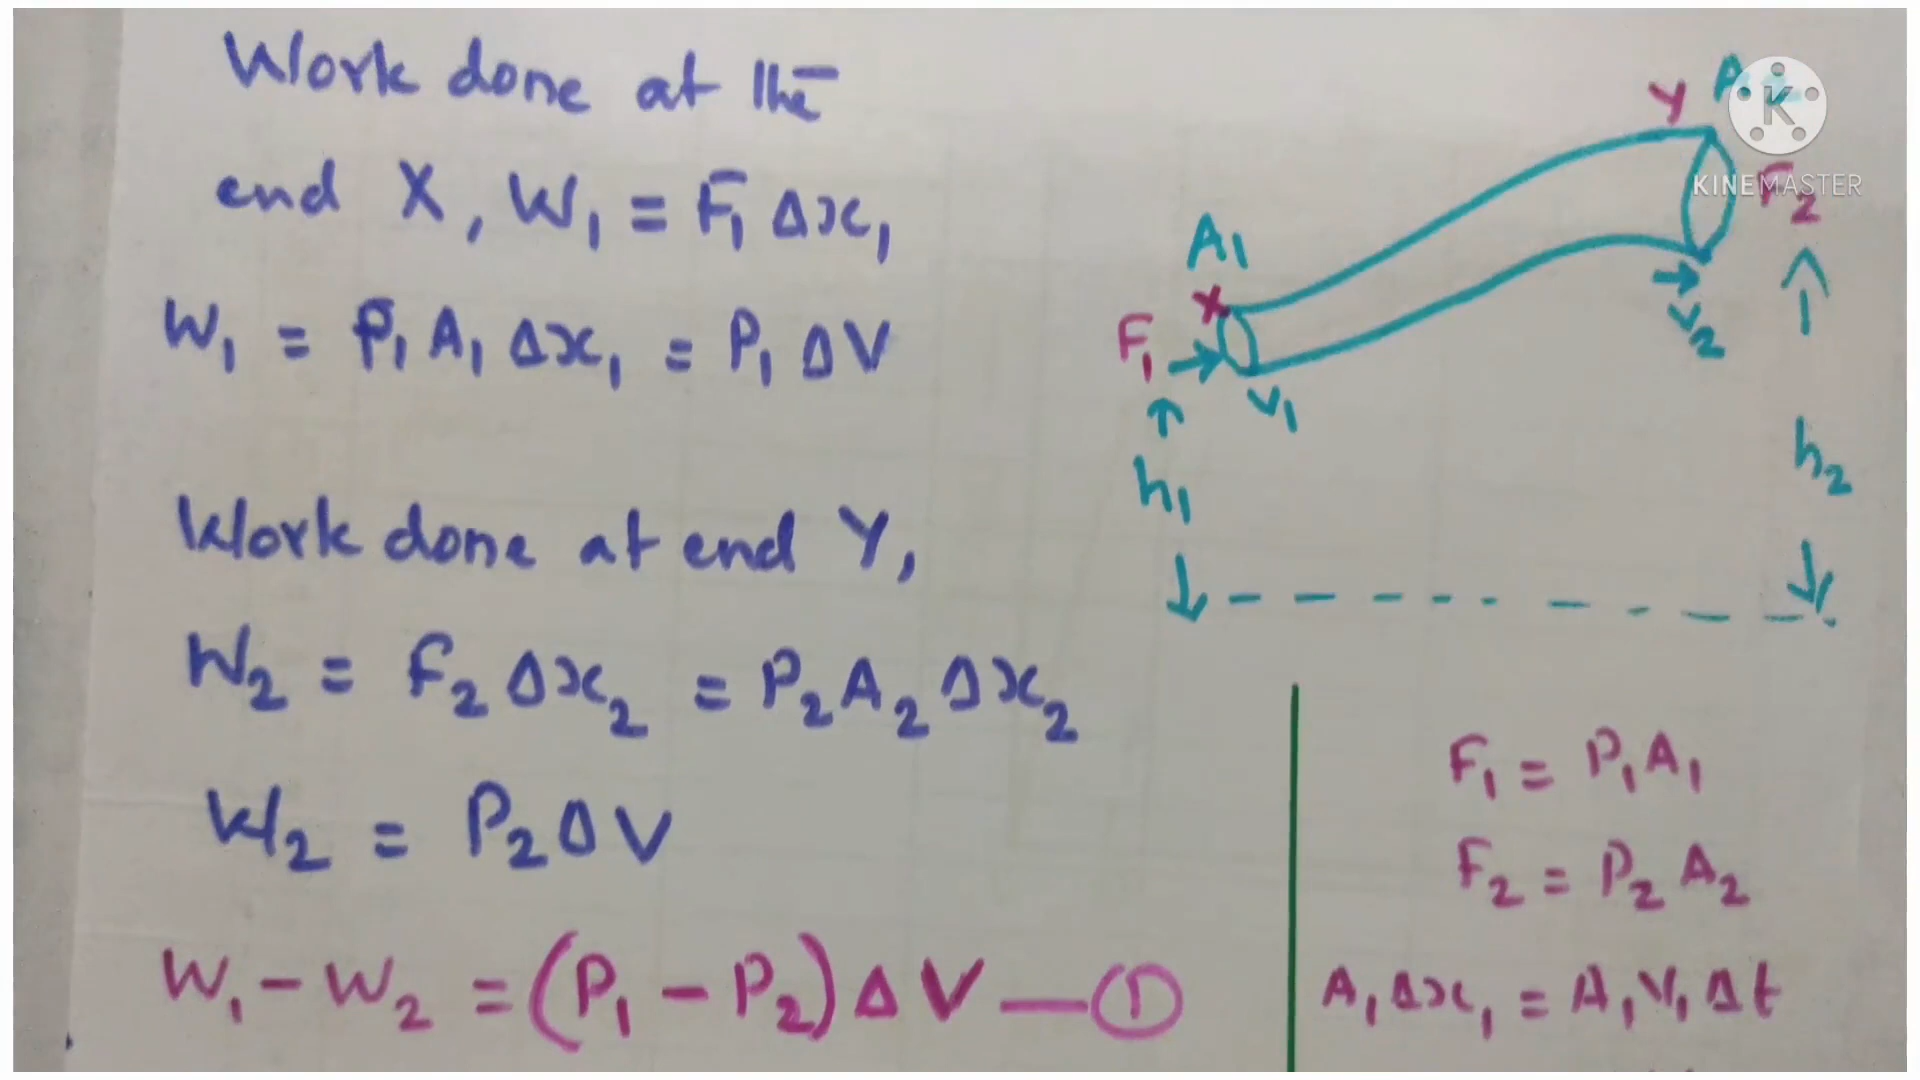 Work done at the
end X, W₁ = F₁ Δx₁
W₁ = P₁ A₁ Δx₁ = P₁ ΔV
Work done at end Y,
W₂ = F₂ Δx₂ = P₂ A₂ Δx₂
W₂ = P₂ΔV
W₁ - W₂ = (P₁ - P₂) ΔV — ①
Y A
K
KINEMASTER
F₂
A₁
X
F₁
V₁
V₂
h₁
h₂
F₁ = P₁A₁
F₂ = P₂ A₂
A₁Δx₁ = A₁V₁Δt